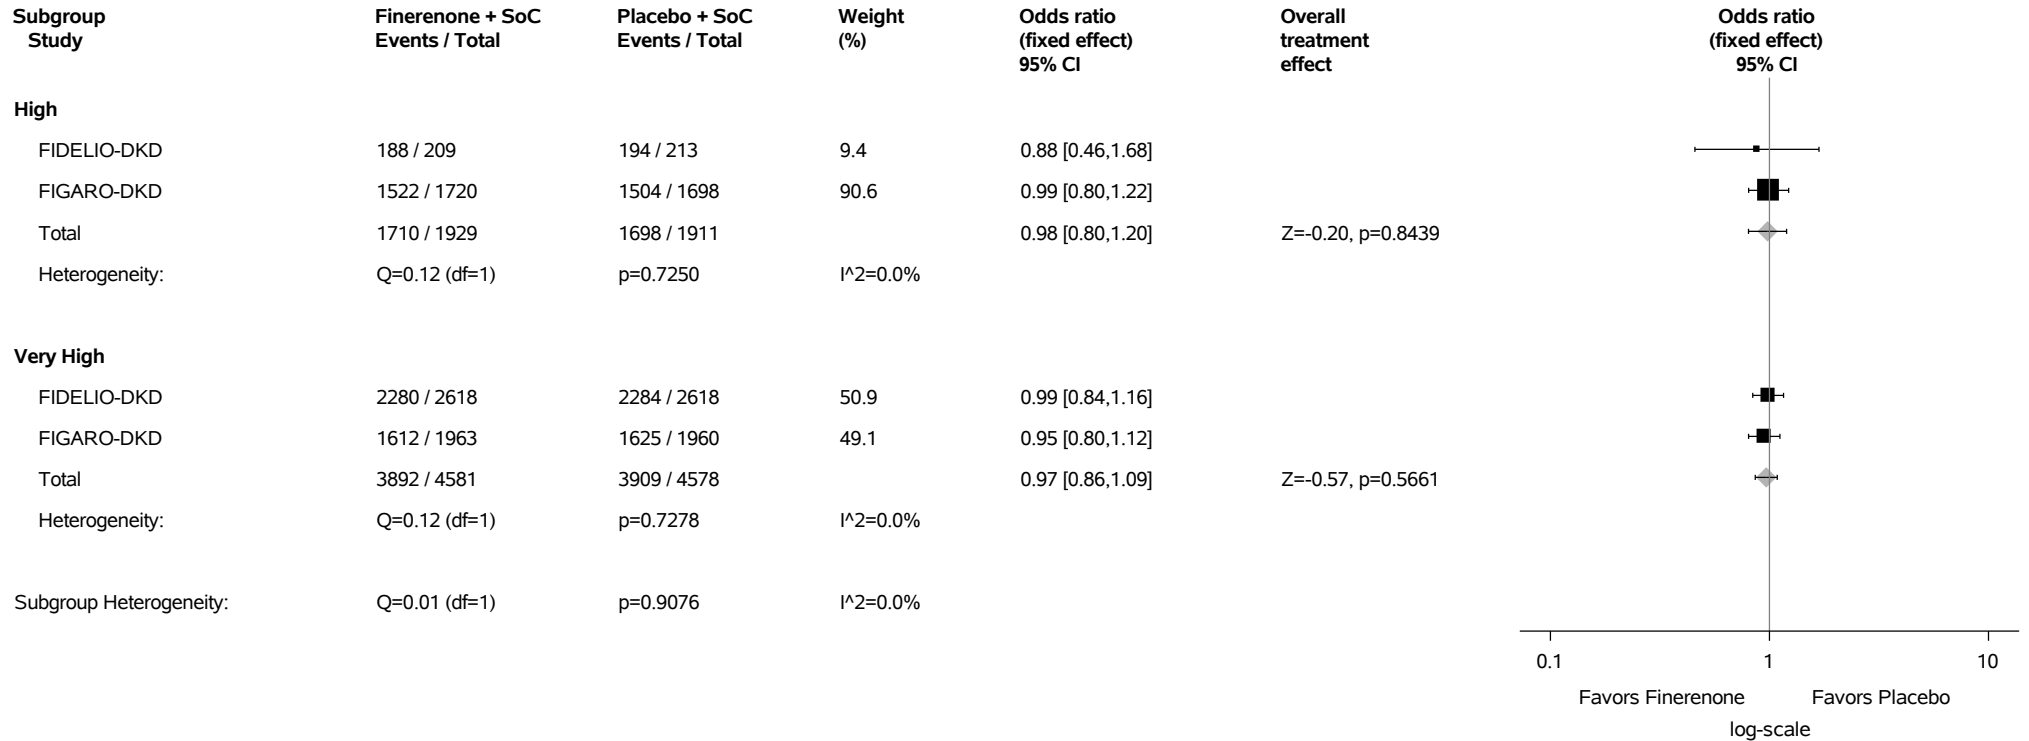 Subgroup Finerenone + SoC Placebo + SoC Weight Odds ratio Overall Odds ratio
Study Events / Total Events / Total (%) (fixed effect) treatment (fixed effect)
95% CI effect 95% CI
High
FIDELIO-DKD 188 / 209 194 / 213 9.4 0.88 [0.46,1.68]
FIGARO-DKD 1522 / 1720 1504 / 1698 90.6 0.99 [0.80,1.22]
Total 1710 / 1929 1698 / 1911 0.98 [0.80,1.20] Z=-0.20, p=0.8439
Heterogeneity: Q=0.12 (df=1) p=0.7250 I^2=0.0%
Very High
FIDELIO-DKD 2280 / 2618 2284 / 2618 50.9 0.99 [0.84,1.16]
FIGARO-DKD 1612 / 1963 1625 / 1960 49.1 0.95 [0.80,1.12]
Total 3892 / 4581 3909 / 4578 0.97 [0.86,1.09] Z=-0.57, p=0.5661
Heterogeneity: Q=0.12 (df=1) p=0.7278 I^2=0.0%
Subgroup Heterogeneity: Q=0.01 (df=1) p=0.9076 I^2=0.0%
0.1 1 10
Favors Finerenone Favors Placebo
log-scale